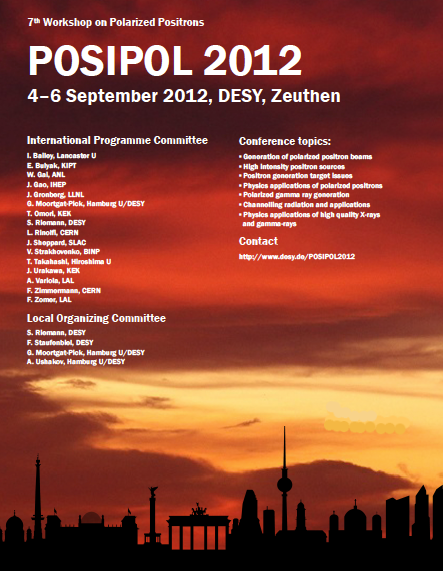 7th Workshop on Polarized Positrons
POSIPOL 2012
4–6 September 2012, DESY, Zeuthen
International Programme Committee
I. Bailey, Lancaster U
E. Bulyak, KIPT
W. Gai, ANL
J. Gao, IHEP
J. Gronberg, LLNL
G. Moortgat-Pick, Hamburg U/DESY
T. Omori, KEK
S. Riemann, DESY
L. Rinolfi, CERN
J. Sheppard, SLAC
V. Strakhovenko, BINP
T. Takahashi, Hiroshima U
J. Urakawa, KEK
A. Variola, LAL
F. Zimmermann, CERN
F. Zomer, LAL
Local Organizing Committee
S. Riemann, DESY
F. Staufenbiel, DESY
G. Moortgat-Pick, Hamburg U/DESY
A. Ushakov, Hamburg U/DESY
Conference topics:
• Generation of polarized positron beams
• High intensity positron sources
• Positron generation target issues
• Physics applications of polarized positrons
• Polarized gamma ray generation
• Channelling radiation and applications
• Physics applications of high quality X-rays
and gamma-rays
Contact
http://www.desy.de/POSIPOL2012